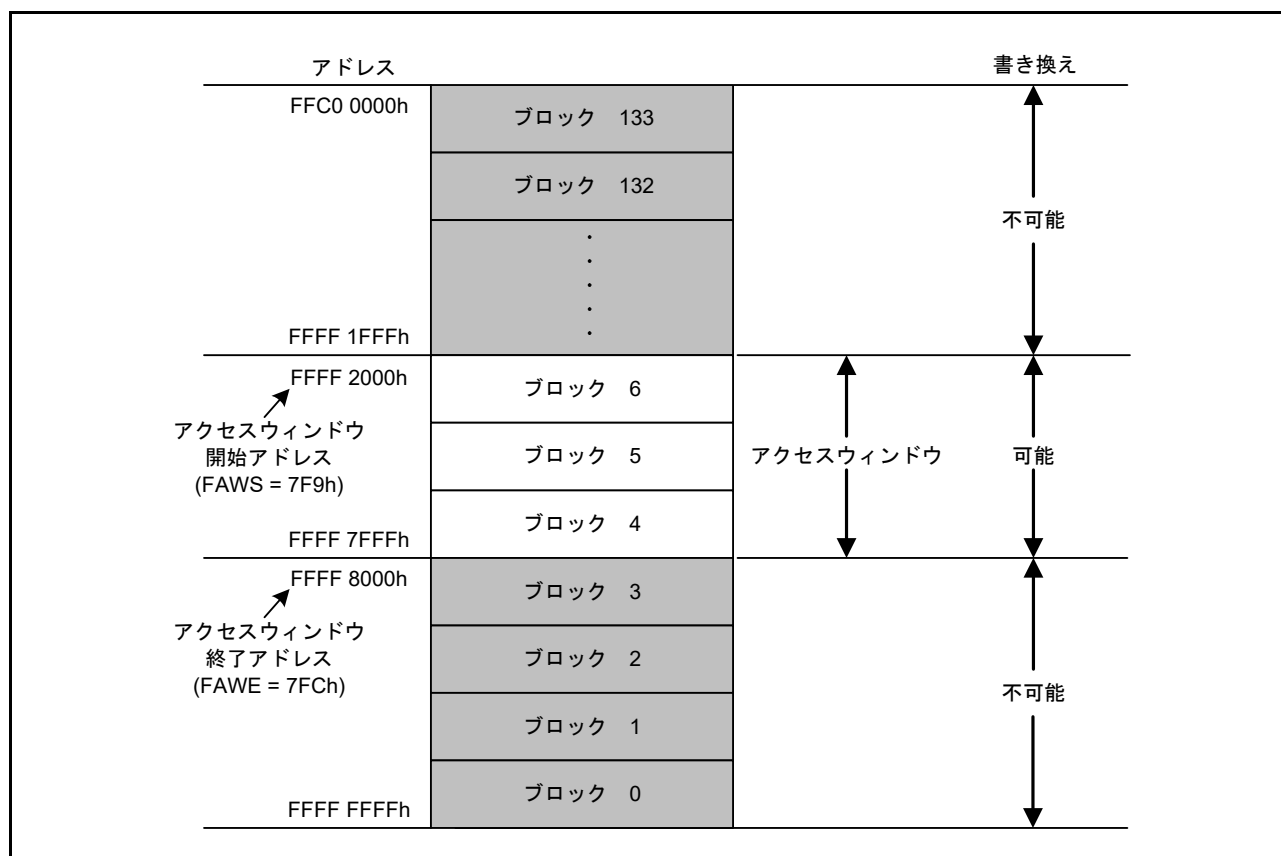 アドレス
書き換え
FFC0 0000h
ブロック 133
ブロック 132
不可能
・
・
・
・
・
FFFF 1FFFh
FFFF 2000h
ブロック 6
アクセスウィンドウ
開始アドレス
(FAWS = 7F9h)
ブロック 5
アクセスウィンドウ
可能
ブロック 4
FFFF 7FFFh
FFFF 8000h
ブロック 3
アクセスウィンドウ
終了アドレス
(FAWE = 7FCh)
ブロック 2
不可能
ブロック 1
ブロック 0
FFFF FFFFh